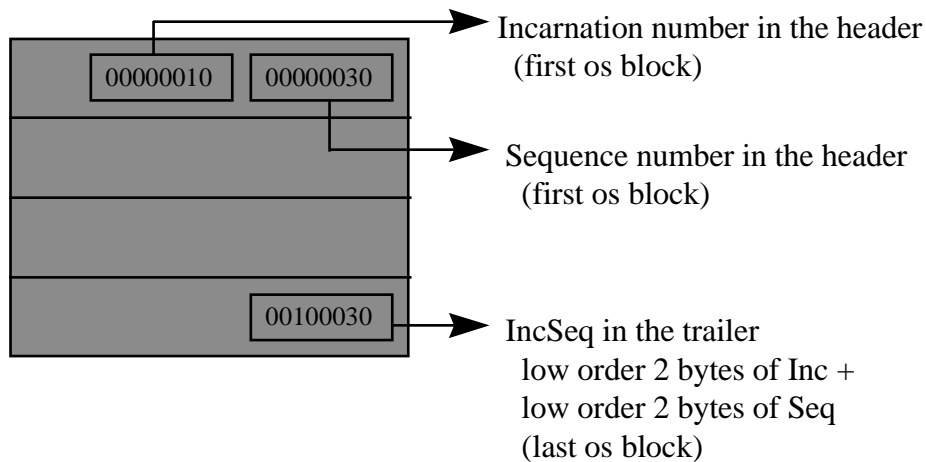 Incarnation number in the header
(first os block)
00000010 00000030
Sequence number in the header
(first os block)
00100030
IncSeq in the trailer
low order 2 bytes of Inc +
low order 2 bytes of Seq
(last os block)